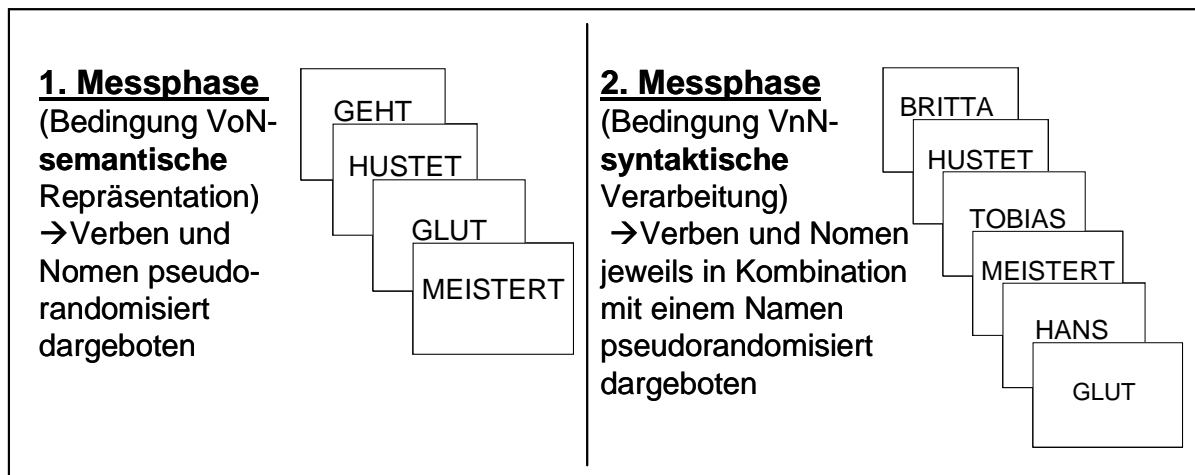 1. Messphase
(Bedingung VoN-
semantische
Repräsentation)
→Verben und
Nomen pseudo-
randomisiert
dargeboten
GEHT
HUSTET
GLUT
MEISTERT
2. Messphase
(Bedingung VnN-
syntaktische
Verarbeitung)
→Verben und Nomen
jeweils in Kombination
mit einem Namen
pseudorandomisiert
dargeboten
BRITTA
HUSTET
TOBIAS
MEISTERT
HANS
GLUT